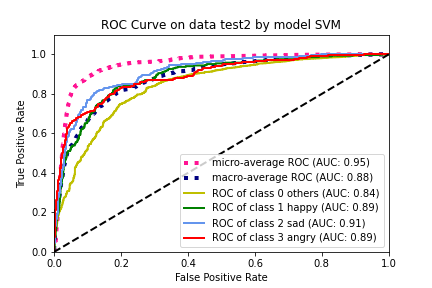 ROC Curve on data test2 by model SVM
True Positive Rate
1.0
0.8
0.6
0.4
0.2
0.0
micro-average ROC (AUC: 0.95)
macro-average ROC (AUC: 0.88)
ROC of class 0 others (AUC: 0.84)
ROC of class 1 happy (AUC: 0.89)
ROC of class 2 sad (AUC: 0.91)
ROC of class 3 angry (AUC: 0.89)
0.0 0.2 0.4 0.6 0.8 1.0
False Positive Rate